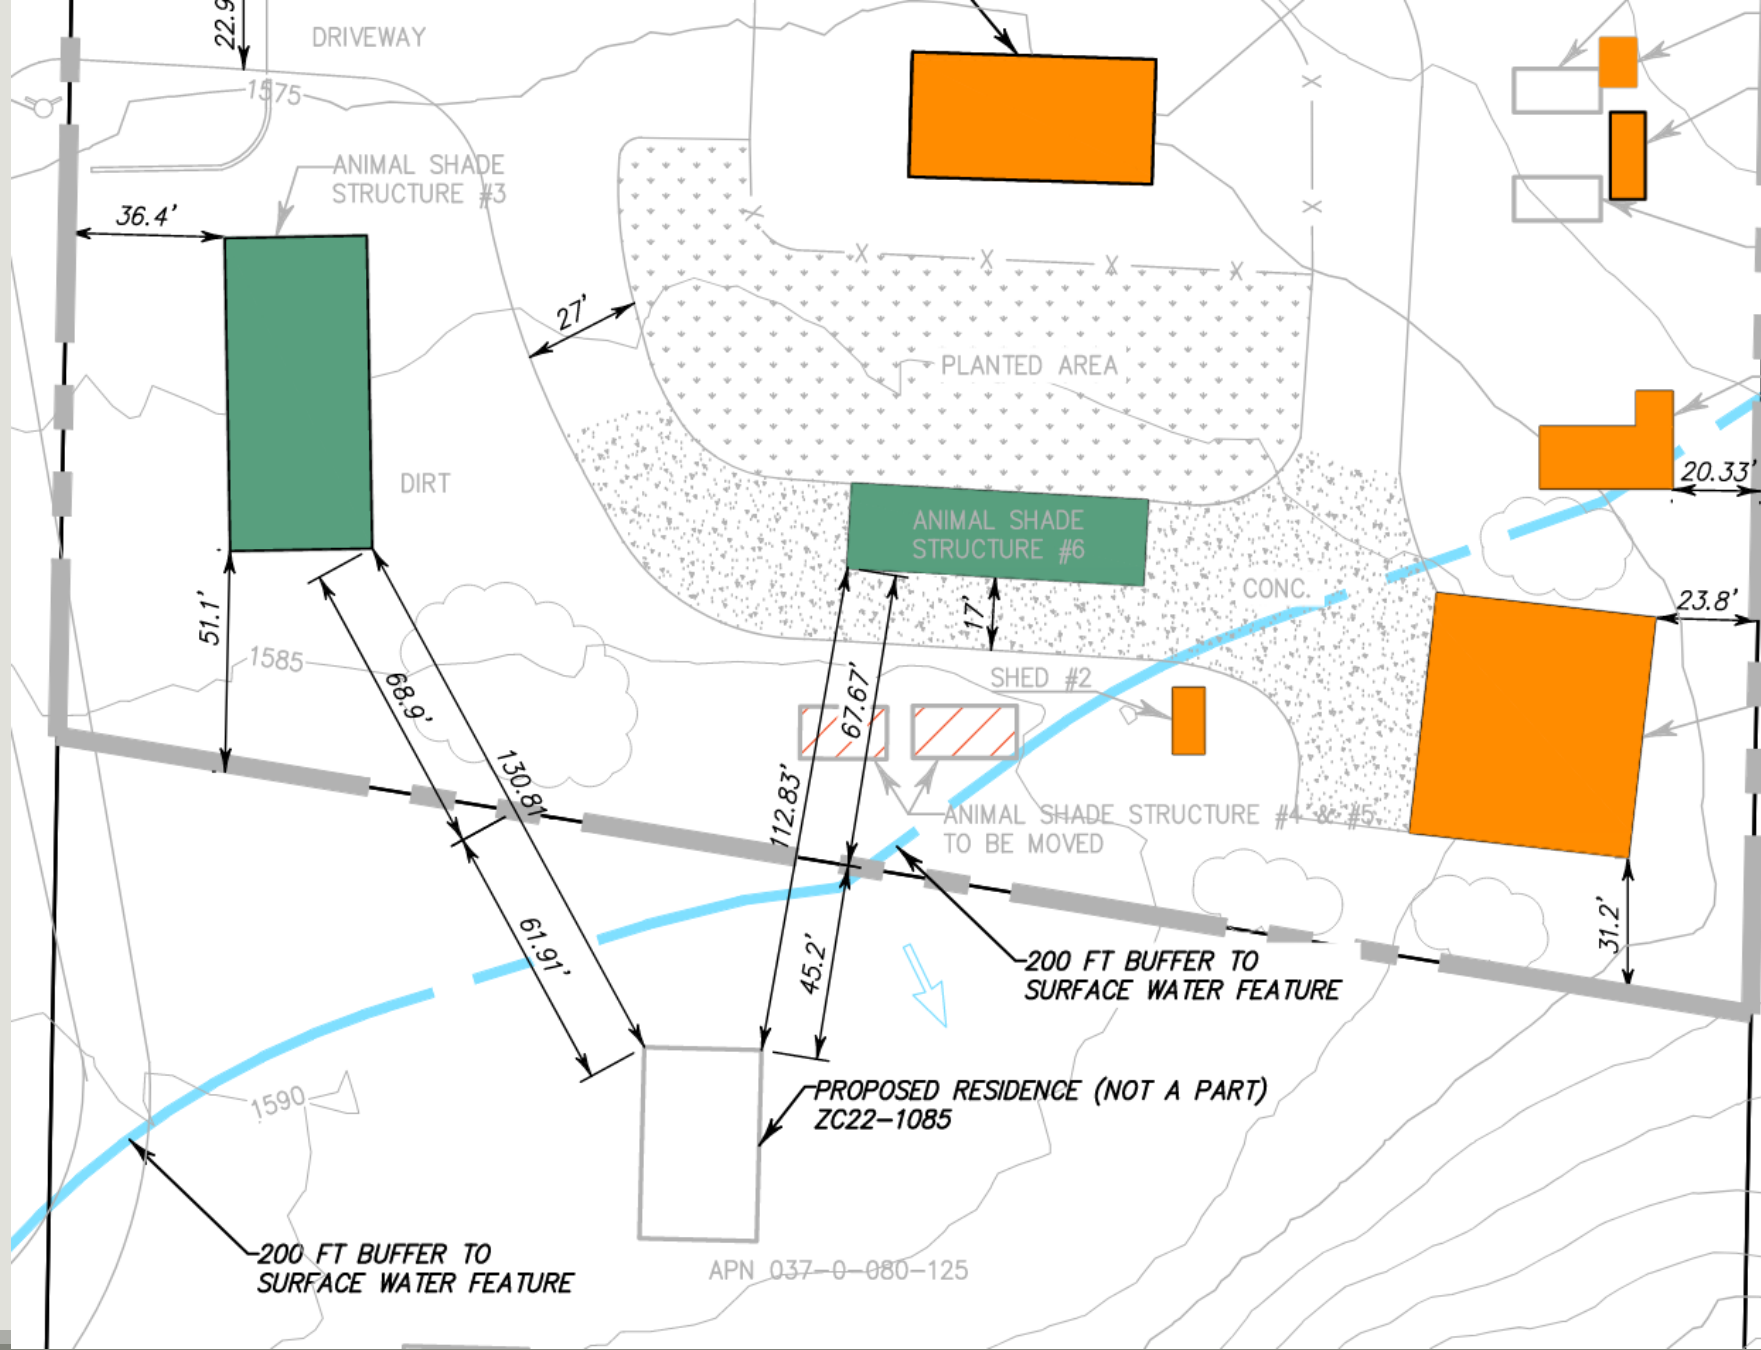 22.9
DRIVEWAY
1575
ANIMAL SHADE
STRUCTURE #3
36.4'
27'
PLANTED AREA
DIRT
ANIMAL SHADE
STRUCTURE #6
20.33'
CONC.
23.8'
51.1'
17'
1585
SHED #2
68.9'
67.67'
130.81'
112.83'
ANIMAL SHADE STRUCTURE #4 & #5
TO BE MOVED
61.91'
45.2'
31.2'
200 FT BUFFER TO
SURFACE WATER FEATURE
PROPOSED RESIDENCE (NOT A PART)
ZC22-1085
1590
200 FT BUFFER TO
SURFACE WATER FEATURE
APN 037-0-080-125